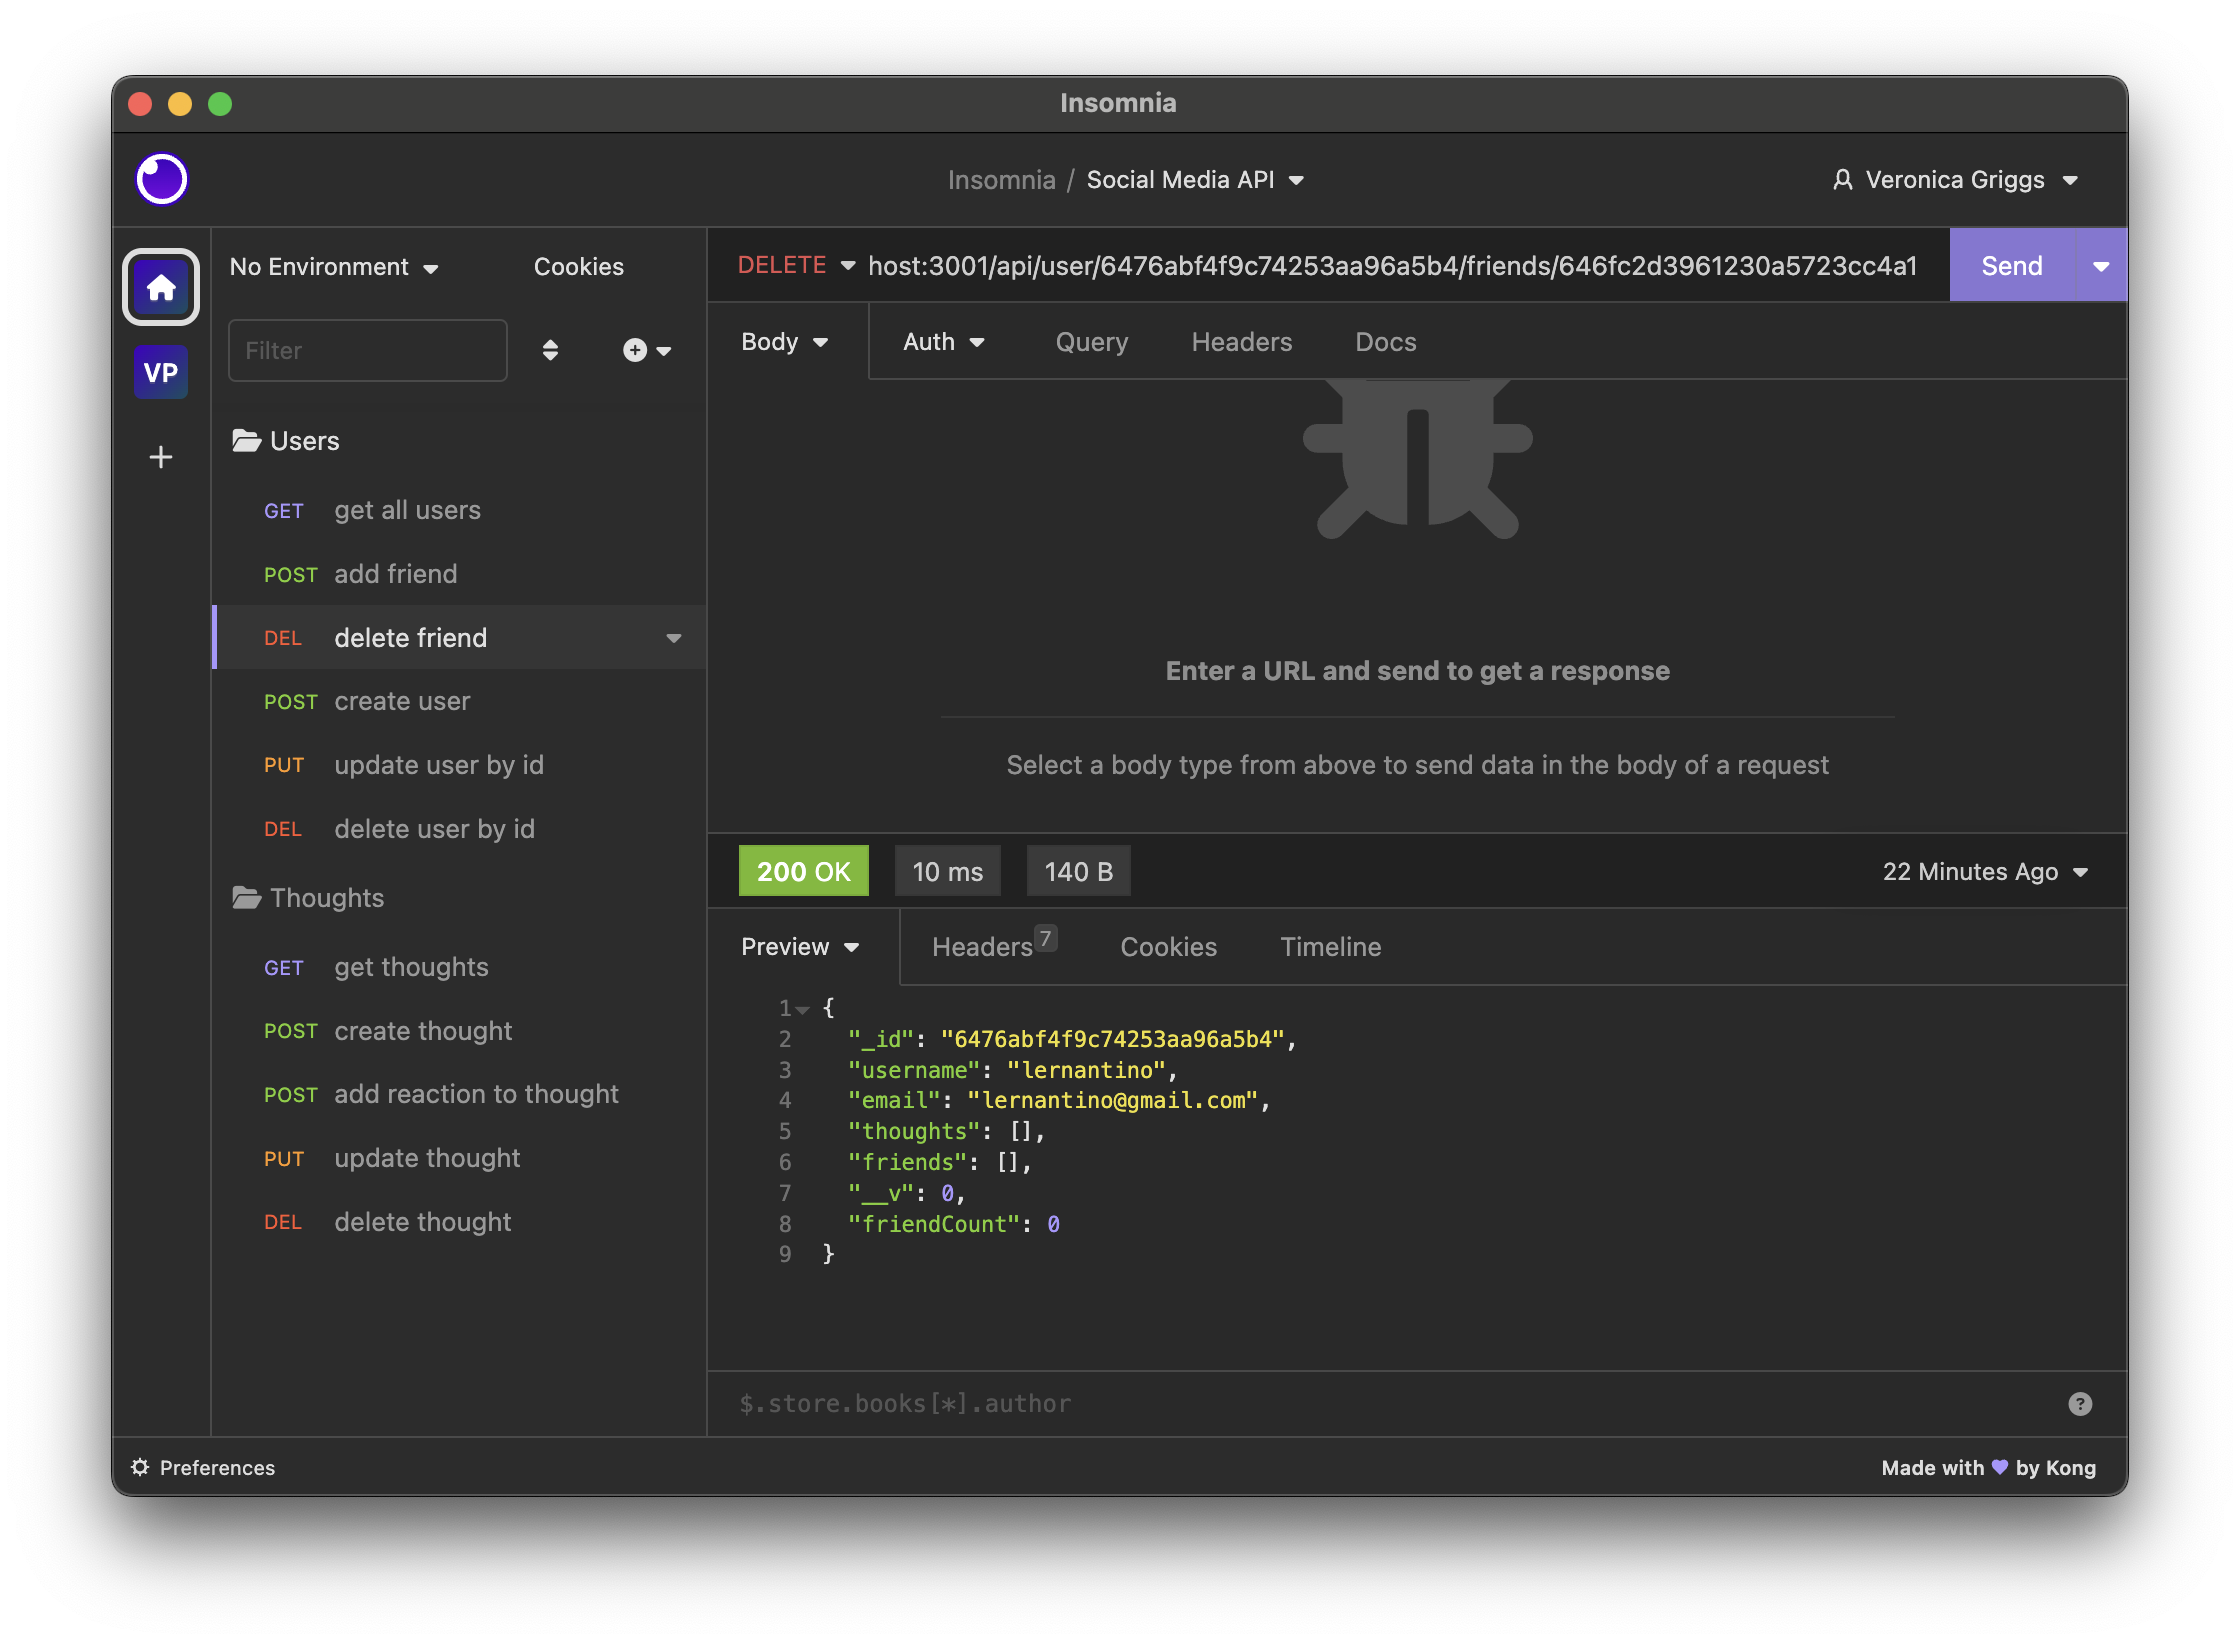 Insomnia
Insomnia / Social Media API
Veronica Griggs
VP
No Environment
Cookies
Filter
Users
GET get all users
POST add friend
DEL delete friend
POST create user
PUT update user by id
DEL delete user by id
Thoughts
GET get thoughts
POST create thought
POST add reaction to thought
PUT update thought
DEL delete thought
DELETE host:3001/api/user/6476abf4f9c74253aa96a5b4/friends/646fc2d3961230a5723cc4a1 Send
Body Auth Query Headers Docs
Enter a URL and send to get a response
Select a body type from above to send data in the body of a request
200 OK 10 ms 140 B 22 Minutes Ago
Preview Headers 7 Cookies Timeline
1 {
2 "_id": "6476abf4f9c74253aa96a5b4",
3 "username": "lernantino",
4 "email": "lernantino@gmail.com",
5 "thoughts": [],
6 "friends": [],
7 "__v": 0,
8 "friendCount": 0
9 }
$.store.books[*].author
?
Preferences
Made with 💜 by Kong